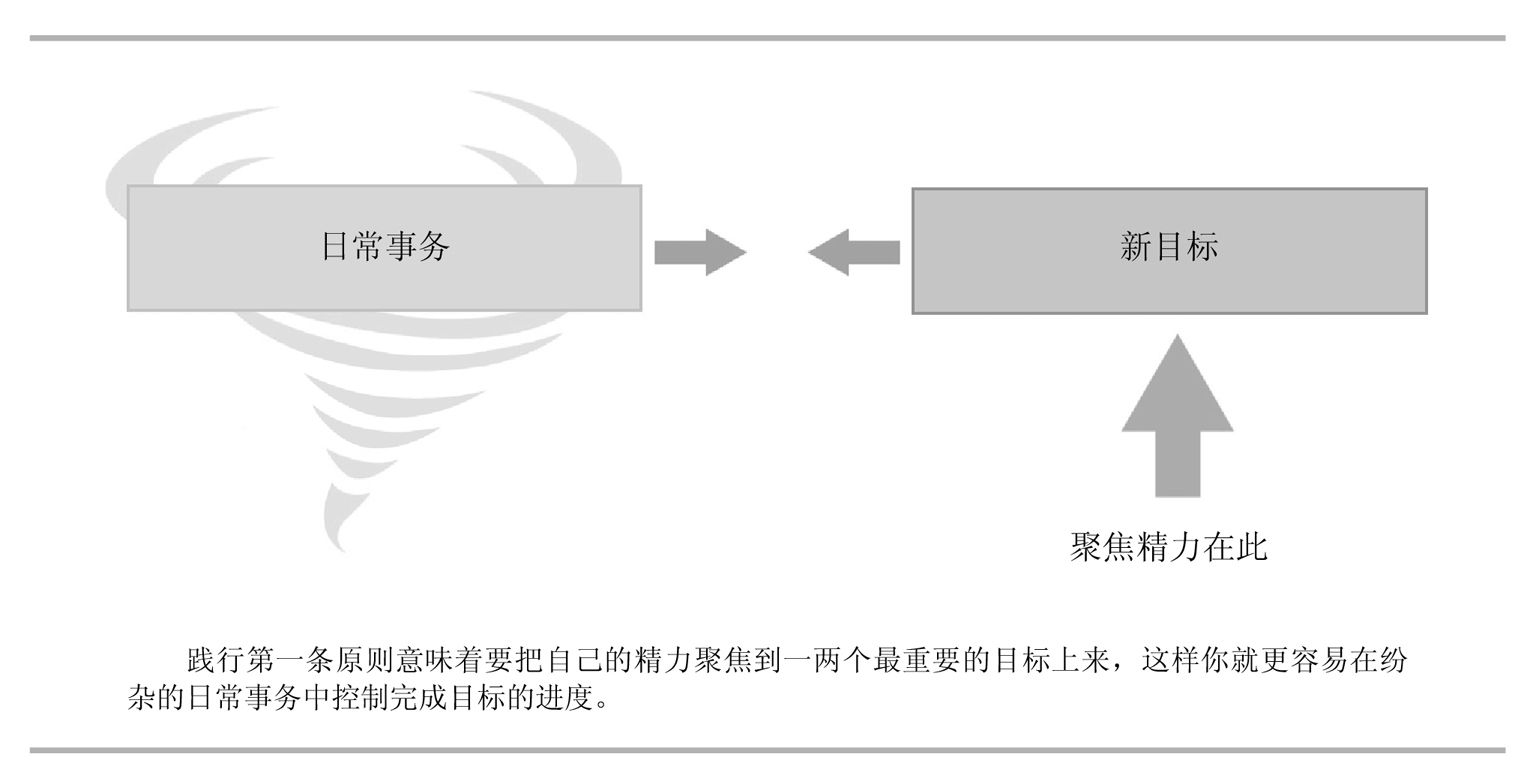 日常事务
新目标
聚焦精力在此
践行第一条原则意味着要把自己的精力聚焦到一两个最重要的目标上来，这样你就更容易在纷
杂的日常事务中控制完成目标的进度。